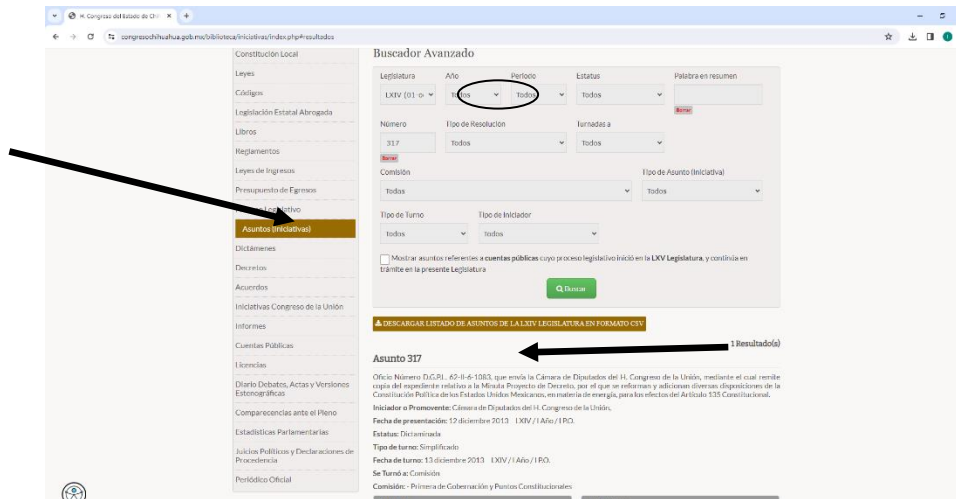 H. Congreso del Estado de Chih
congresochihuahua.gob.mx/biblioteca/iniciativas/index.php#resultados
Constitución Local
Leyes
Códigos
Legislación Estatal Abrogada
Libros
Reglamentos
Leyes de Ingresos
Presupuesto de Egresos
Legislativo
Asuntos (Iniciativas)
Dictámenes
Decretos
Acuerdos
Iniciativas Congreso de la Unión
Informes
Cuentas Públicas
Licencias
Diario Debates, Actas y Versiones
Estenográficas
Comparecencias ante el Pleno
Estadísticas Parlamentarias
Juicios Políticos y Declaraciones de
Procedencia
Periódico Oficial
Buscador Avanzado
Legislatura Año Periodo Estatus Palabra en resumen
LXIV (01-o Todos Todos Todos
Borrar
Número Tipo de Resolución Turnadas a
317 Todos Todos
Borrar
Comisión Tipo de Asunto (Iniciativa)
Todos Todos
Tipo de Turno Tipo de Iniciador
Todos Todos
Mostrar asuntos referentes a cuentas públicas cuyo proceso legislativo inició en la LXV Legislatura, y continúa en
trámite en la presente Legislatura
Buscar
DESCARGAR LISTADO DE ASUNTOS DE LA LXIV LEGISLATURA EN FORMATO CSV
1 Resultado(s)
Asunto 317
Oficio Número D.G.P.L. 62-II-6-1083, que envía la Cámara de Diputados del H. Congreso de la Unión, mediante el cual remite
copia del expediente relativo a la Minuta Proyecto de Decreto, por el que se reforman y adicionan diversas disposiciones de la
Constitución Política de los Estados Unidos Mexicanos, en materia de energía, para los efectos del Artículo 135 Constitucional.
Iniciador o Promovente: Cámara de Diputados del H. Congreso de la Unión.
Fecha de presentación: 12 diciembre 2013 LXIV / I Año / I P.O.
Estatus: Dictaminada
Tipo de turno: Simplificado
Fecha de turno: 13 diciembre 2013 LXIV / I Año / I P.O.
Se Turnó a: Comisión
Comisión: - Primera de Gobernación y Puntos Constitucionales